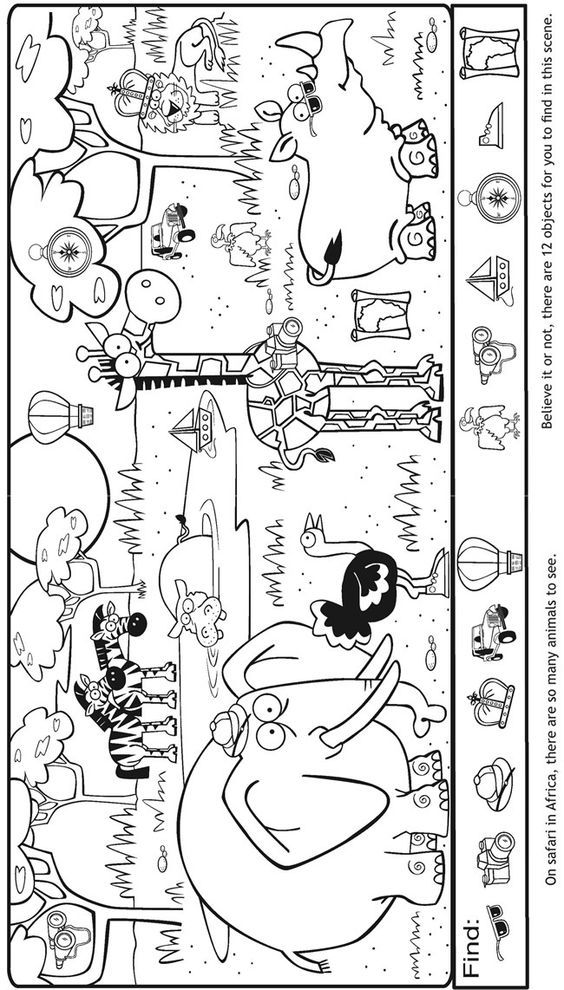 Find:
On safari in Africa, there are so many animals to see.
Believe it or not, there are 12 objects for you to find in this scene.